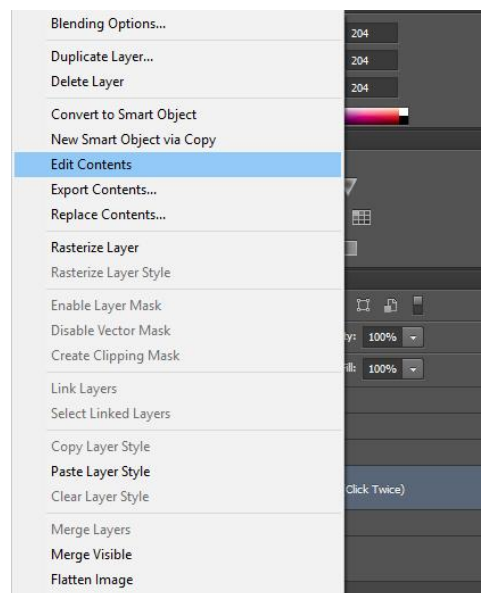 Blending Options...
204
Duplicate Layer...
204
Delete Layer
204
Convert to Smart Object
New Smart Object via Copy
Edit Contents
Export Contents...
Replace Contents...
Rasterize Layer
Rasterize Layer Style
Enable Layer Mask
Disable Vector Mask
ty: 100%
Create Clipping Mask
ill: 100%
Link Layers
Select Linked Layers
Copy Layer Style
Paste Layer Style
Click Twice)
Clear Layer Style
Merge Layers
Merge Visible
Flatten Image